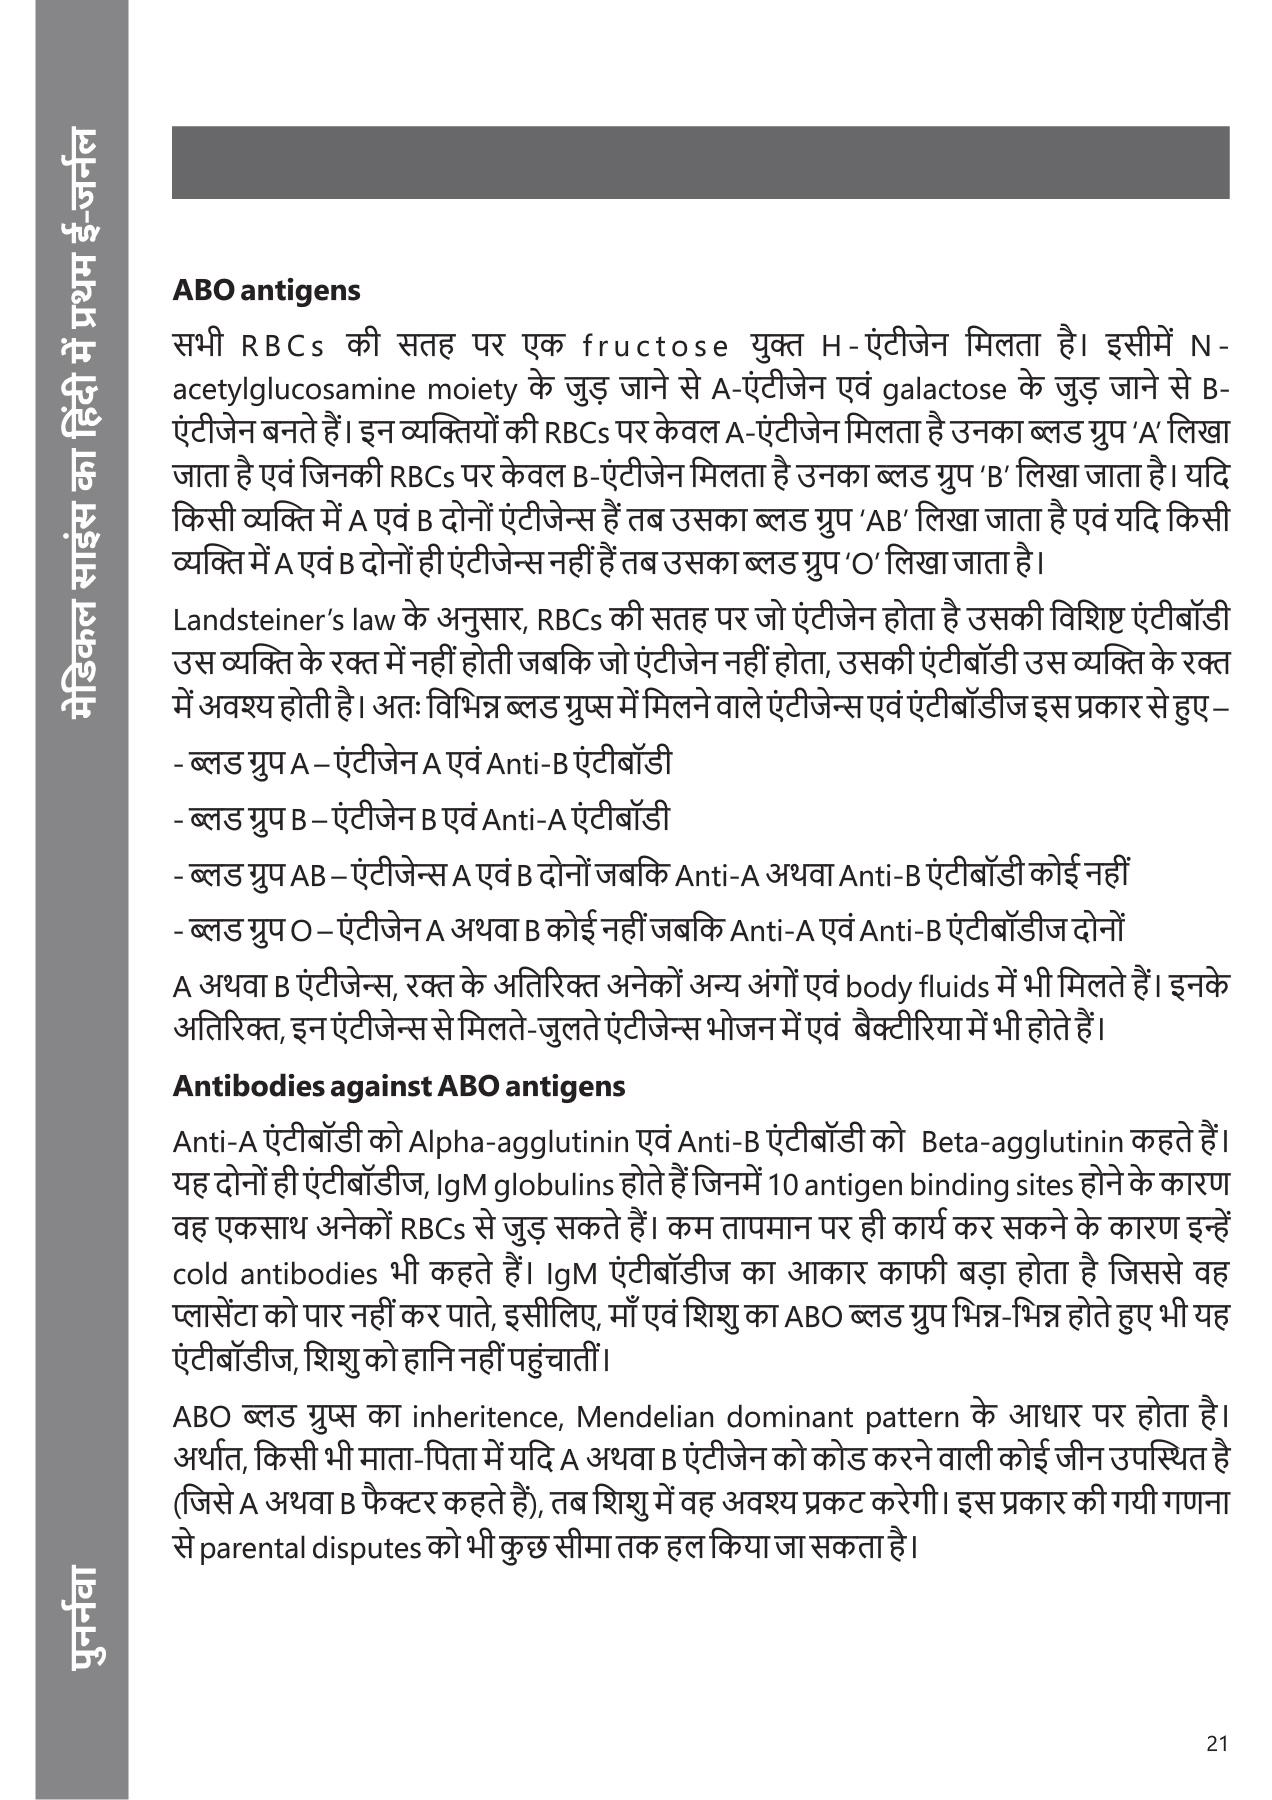 मेडिकल साइंस का हिंदी में प्रथम ई-जर्नल
पुनर्नवा
ABO antigens
सभी RBCs की सतह पर एक fructose युक्त H-एंटीजेन मिलता है। इसीमें N-
acetylglucosamine moiety के जुड़ जाने से A-एंटीजेन एवं galactose के जुड़ जाने से B-
एंटीजेन बनते हैं। इन व्यक्तियों की RBCs पर केवल A-एंटीजेन मिलता है उनका ब्लड ग्रुप ‘A’ लिखा
जाता है एवं जिनकी RBCs पर केवल B-एंटीजेन मिलता है उनका ब्लड ग्रुप ‘B’ लिखा जाता है। यदि
किसी व्यक्ति में A एवं B दोनों एंटीजेन्स हैं तब उसका ब्लड ग्रुप ‘AB’ लिखा जाता है एवं यदि किसी
व्यक्ति में A एवं B दोनों ही एंटीजेन्स नहीं हैं तब उसका ब्लड ग्रुप ‘O’ लिखा जाता है।
Landsteiner’s law के अनुसार, RBCs की सतह पर जो एंटीजेन होता है उसकी विशिष्ट एंटीबॉडी
उस व्यक्ति के रक्त में नहीं होती जबकि जो एंटीजेन नहीं होता, उसकी एंटीबॉडी उस व्यक्ति के रक्त
में अवश्य होती है। अतः विभिन्न ब्लड ग्रुप्स में मिलने वाले एंटीजेन्स एवं एंटीबॉडीज इस प्रकार से हुए –
- ब्लड ग्रुप A – एंटीजेन A एवं Anti-B एंटीबॉडी
- ब्लड ग्रुप B – एंटीजेन B एवं Anti-A एंटीबॉडी
- ब्लड ग्रुप AB – एंटीजेन्स A एवं B दोनों जबकि Anti-A अथवा Anti-B एंटीबॉडी कोई नहीं
- ब्लड ग्रुप O – एंटीजेन A अथवा B कोई नहीं जबकि Anti-A एवं Anti-B एंटीबॉडीज दोनों
A अथवा B एंटीजेन्स, रक्त के अतिरिक्त अनेकों अन्य अंगों एवं body fluids में भी मिलते हैं। इनके
अतिरिक्त, इन एंटीजेन्स से मिलते-जुलते एंटीजेन्स भोजन में एवं बैक्टीरिया में भी होते हैं।
Antibodies against ABO antigens
Anti-A एंटीबॉडी को Alpha-agglutinin एवं Anti-B एंटीबॉडी को Beta-agglutinin कहते हैं।
यह दोनों ही एंटीबॉडीज, IgM globulins होते हैं जिनमें 10 antigen binding sites होने के कारण
वह एकसाथ अनेकों RBCs से जुड़ सकते हैं। कम तापमान पर ही कार्य कर सकने के कारण इन्हें
cold antibodies भी कहते हैं। IgM एंटीबॉडीज का आकार काफी बड़ा होता है जिससे वह
प्लासेंटा को पार नहीं कर पाते, इसीलिए, माँ एवं शिशु का ABO ब्लड ग्रुप भिन्न-भिन्न होते हुए भी यह
एंटीबॉडीज, शिशु को हानि नहीं पहुंचातीं।
ABO ब्लड ग्रुप्स का inheritence, Mendelian dominant pattern के आधार पर होता है।
अर्थात, किसी भी माता-पिता में यदि A अथवा B एंटीजेन को कोड करने वाली कोई जीन उपस्थित है
(जिसे A अथवा B फैक्टर कहते हैं), तब शिशु में वह अवश्य प्रकट करेगी। इस प्रकार की गयी गणना
से parental disputes को भी कुछ सीमा तक हल किया जा सकता है।
21